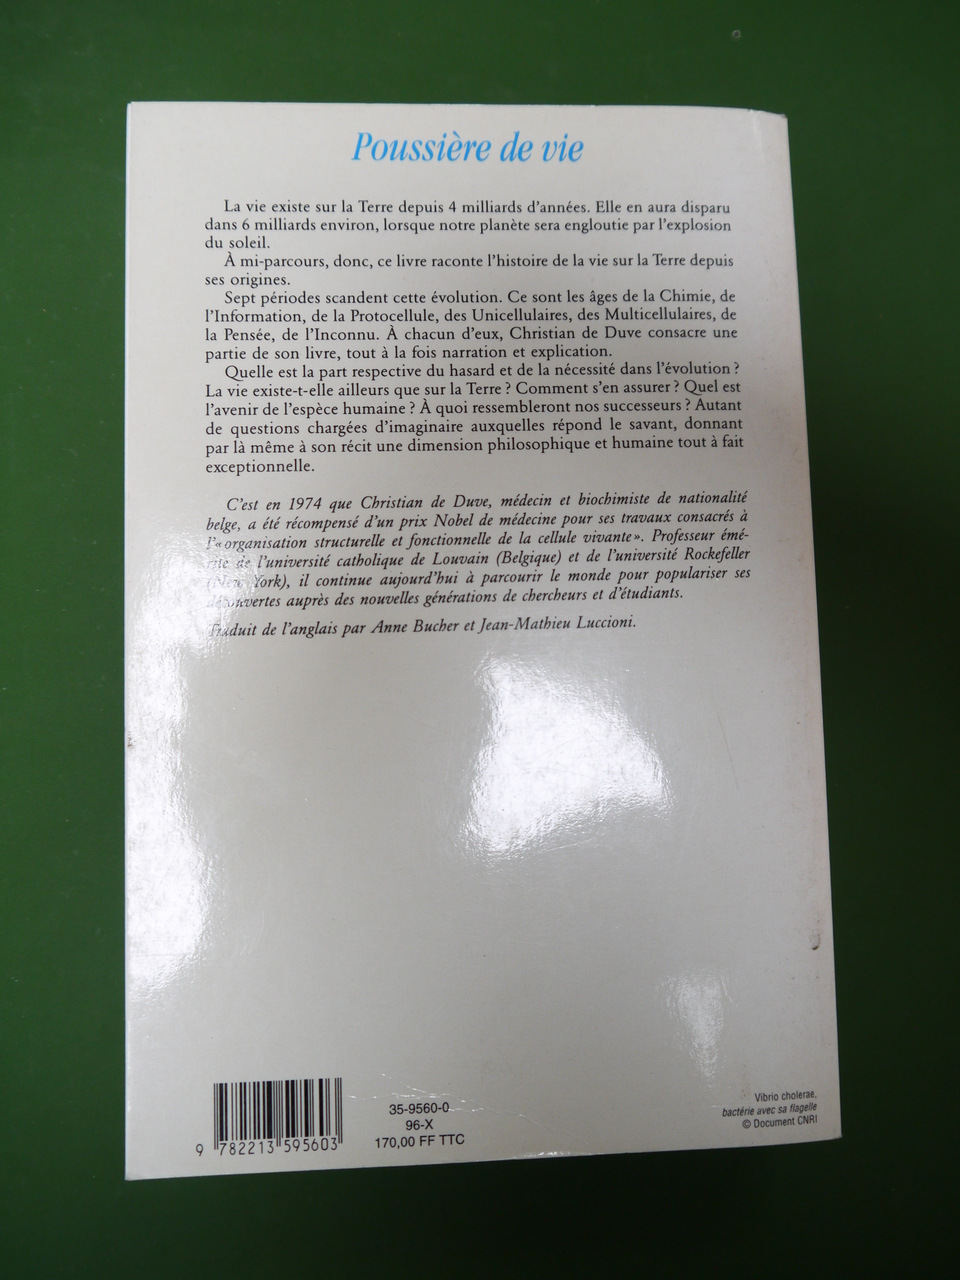 Poussière de vie
La vie existe sur la Terre depuis 4 milliards d'années. Elle en aura disparu
dans 6 milliards environ, lorsque notre planète sera engloutie par l'explosion
du soleil.
À mi-parcours, donc, ce livre raconte l'histoire de la vie sur la Terre depuis
ses origines.
Sept périodes scandent cette évolution. Ce sont les âges de la Chimie, de
l'Information, de la Protocellule, des Unicellulaires, des Multicellulaires, de
la Pensée, de l'Inconnu. À chacun d'eux, Christian de Duve consacre une
partie de son livre, tout à la fois narration et explication.
Quelle est la part respective du hasard et de la nécessité dans l'évolution ?
La vie existe-t-elle ailleurs que sur la Terre ? Comment s'en assurer ? Quel est
l'avenir de l'espèce humaine ? À quoi ressembleront nos successeurs ? Autant
de questions chargées d'imaginaire auxquelles répond le savant, donnant
par là même à son récit une dimension philosophique et humaine tout à fait
exceptionnelle.
C'est en 1974 que Christian de Duve, médecin et biochimiste de nationalité
belge, a été récompensé d'un prix Nobel de médecine pour ses travaux consacrés à
l'« organisation structurelle et fonctionnelle de la cellule vivante ». Professeur émé-
rite de l'université catholique de Louvain (Belgique) et de l'université Rockefeller
(New York), il continue aujourd'hui à parcourir le monde pour populariser ses
découvertes auprès des nouvelles générations de chercheurs et d'étudiants.
Traduit de l'anglais par Anne Bucher et Jean-Mathieu Luccioni.
9 782213 595603
35-9560-0
96-X
170,00 FF TTC
Vibrio cholerae,
bactérie avec sa flagelle
© Document CNRI